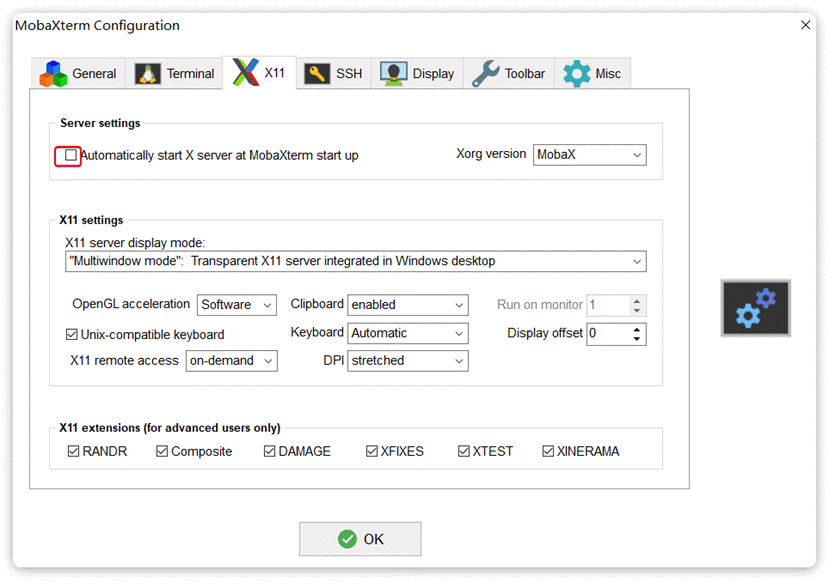 MobaXterm Configuration
General Terminal X11 SSH Display Toolbar Misc
Server settings
Automatically start X server at MobaXterm start up Xorg version MobaX
X11 settings
X11 server display mode:
"Multiwindow mode": Transparent X11 server integrated in Windows desktop
OpenGL acceleration Software Clipboard enabled Run on monitor 1
Unix-compatible keyboard Keyboard Automatic Display offset 0
X11 remote access on-demand DPI stretched
X11 extensions (for advanced users only)
RANDR Composite DAMAGE XFIXES XTEST XINERAMA
OK